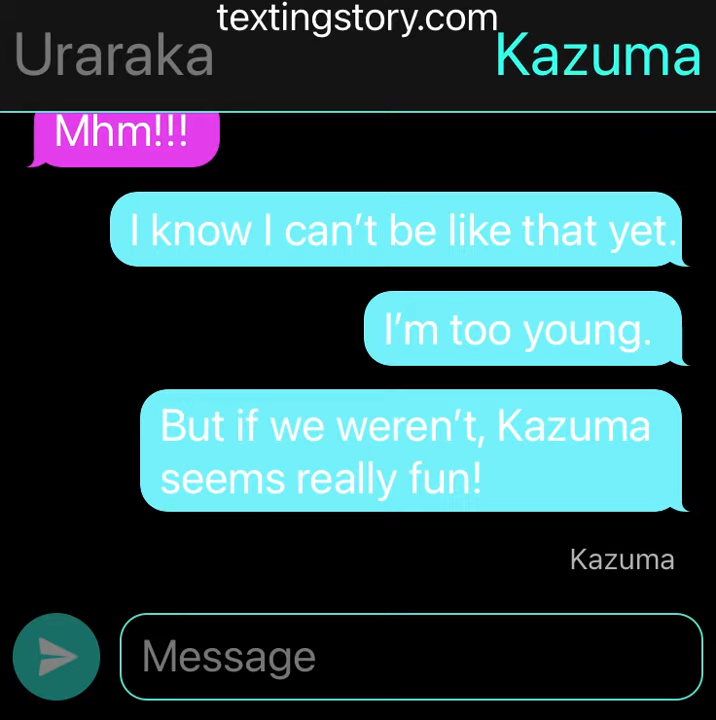 textingstory.com
Uraraka Kazuma
Mhm!!!
I know I can't be like that yet.
I'm too young.
But if we weren't, Kazuma
seems really fun!
Kazuma
Message